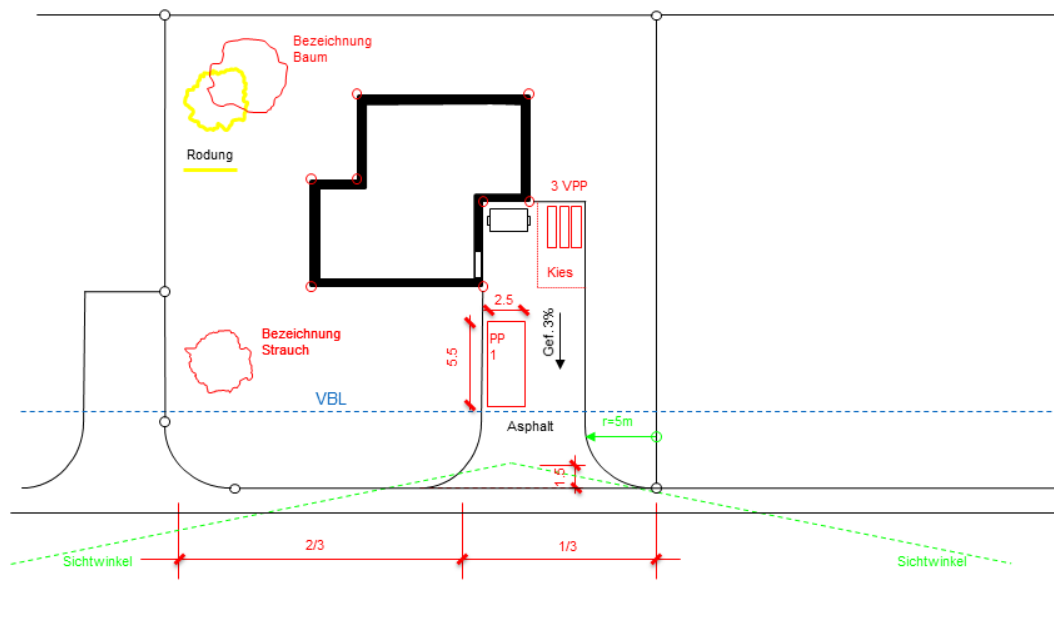 Bezeichnung
Baum
Rodung
3 VPP
Kies
2.5
Bezeichnung
Strauch
5.5
PP
1
Gef. 3%
VBL
Asphalt
r=5m
1.5
2/3
1/3
Sichtwinkel
Sichtwinkel